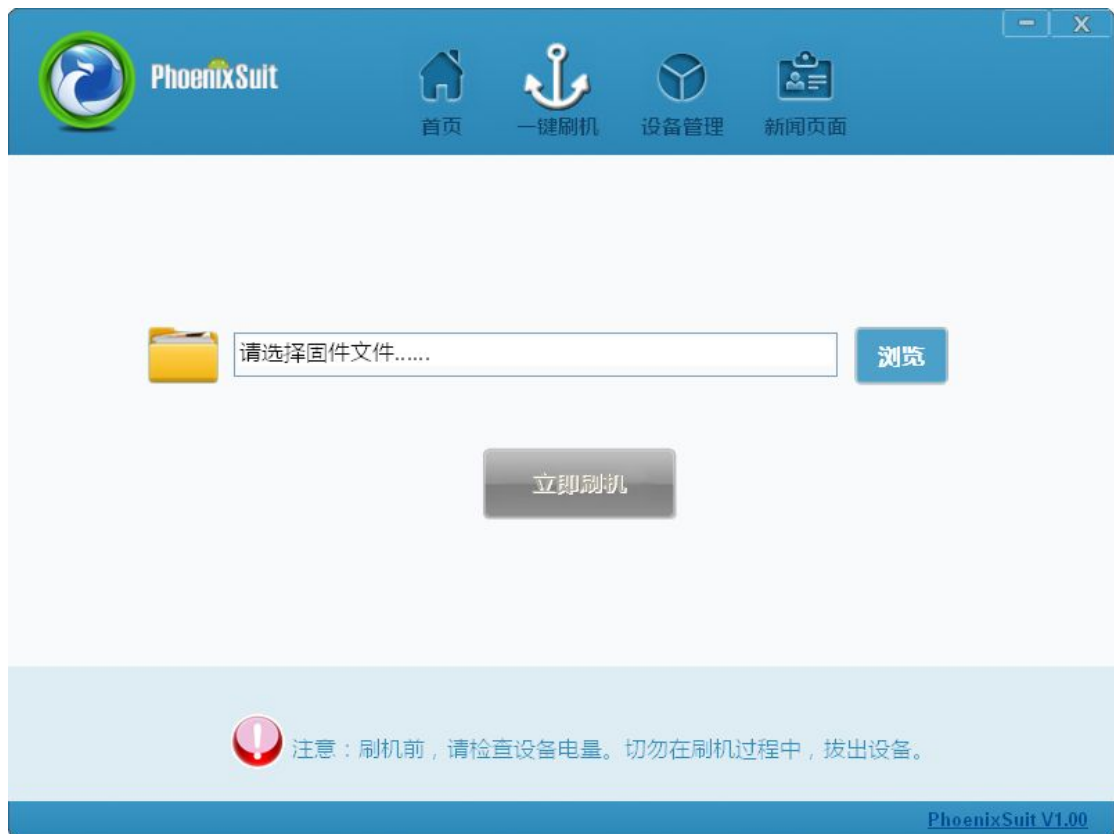 PhoenixSuit
首页
一键刷机
设备管理
新闻页面
请选择固件文件......
浏览
立即刷机
注意：刷机前，请检查设备电量。切勿在刷机过程中，拔出设备。
PhoenixSuit V1.00